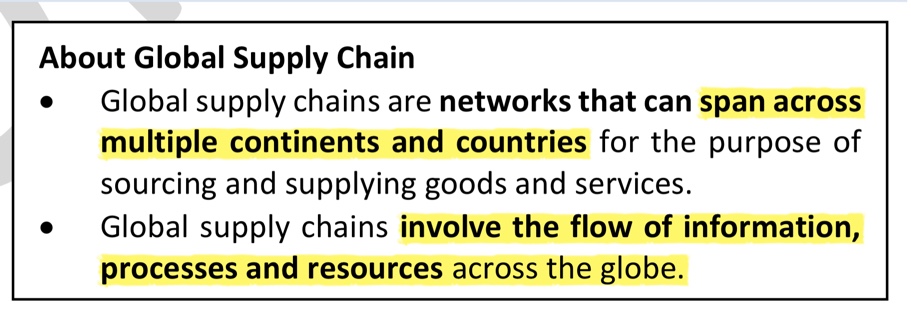 About Global Supply Chain
• Global supply chains are networks that can span across
multiple continents and countries for the purpose of
sourcing and supplying goods and services.
• Global supply chains involve the flow of information,
processes and resources across the globe.